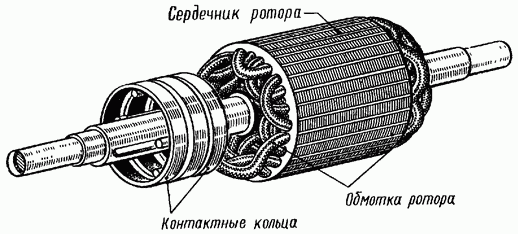 Сердечник ротора
Обмотка ротора
Контактные кольца